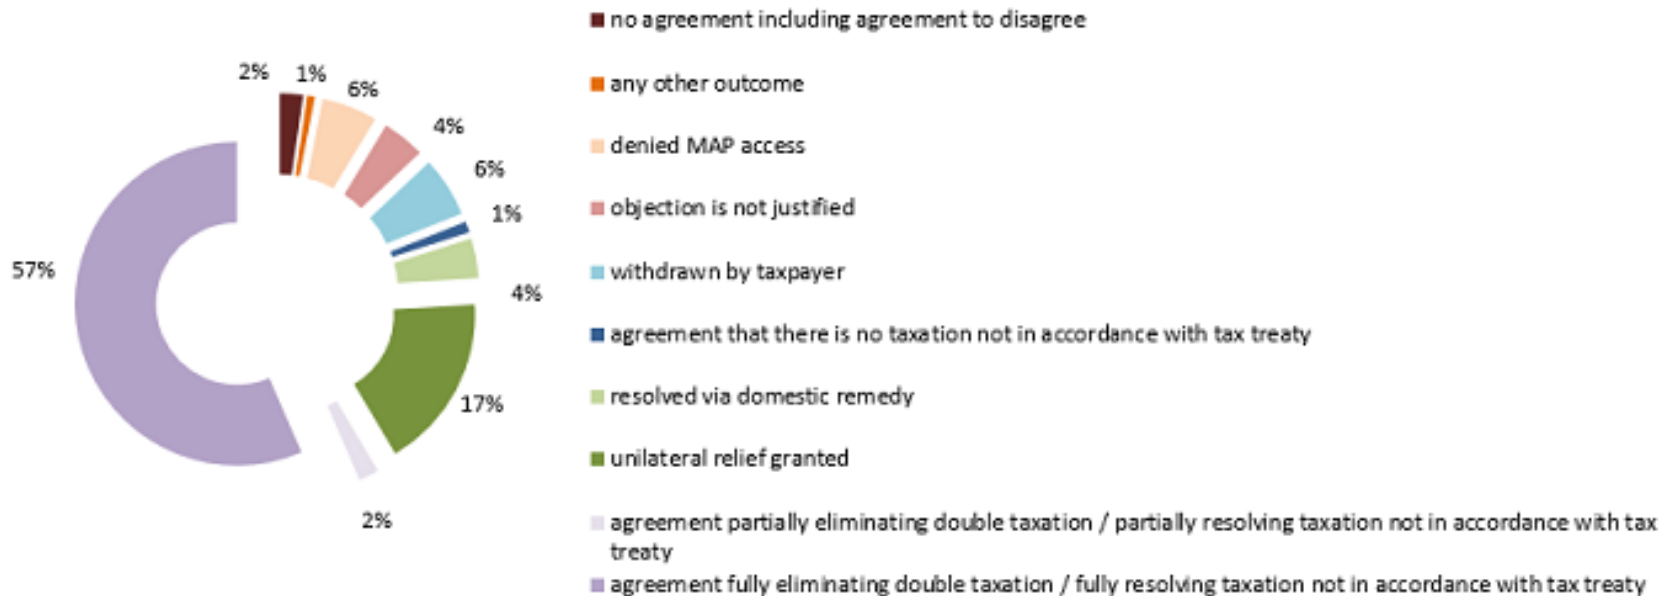 no agreement including agreement to disagree
2%
1%
6%
any other outcome
4%
denied MAP access
6%
objection is not justified
1%
57%
withdrawn by taxpayer
4%
agreement that there is no taxation not in accordance with tax treaty
resolved via domestic remedy
17%
unilateral relief granted
2%
agreement partially eliminating double taxation / partially resolving taxation not in accordance with tax
treaty
agreement fully eliminating double taxation / fully resolving taxation not in accordance with tax treaty